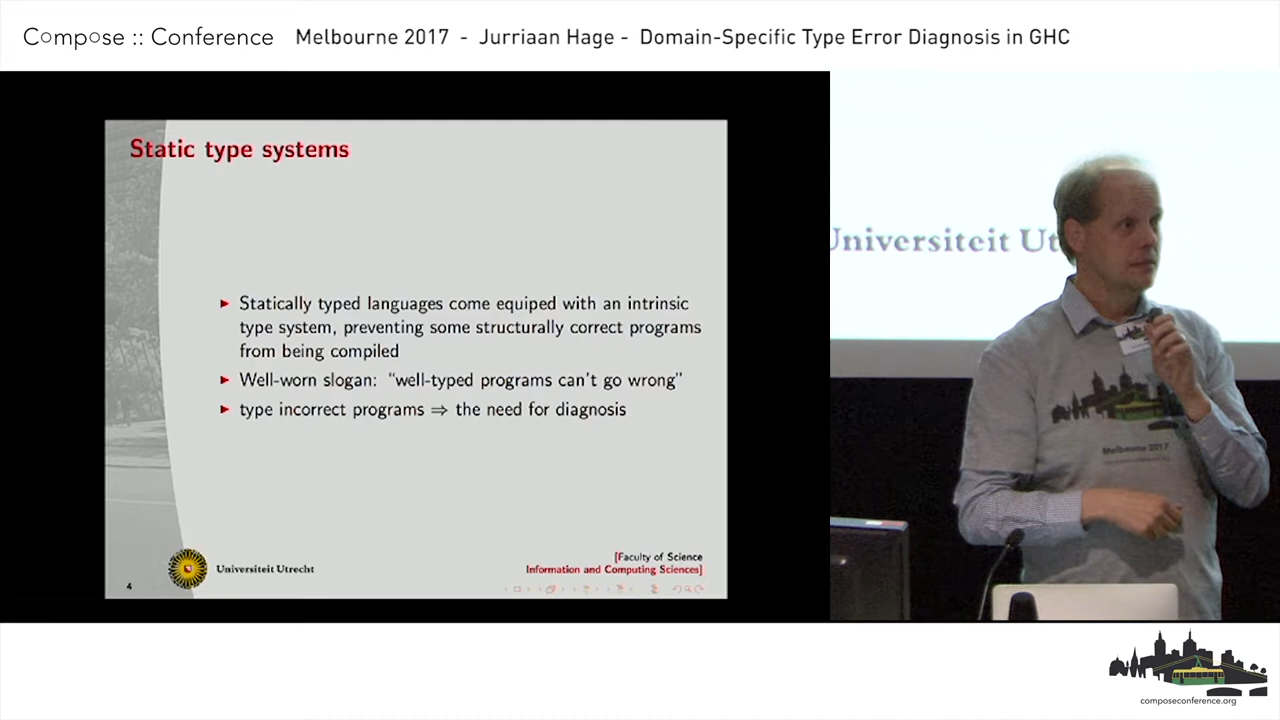 Compose :: Conference Melbourne 2017 - Jurriaan Hage - Domain-Specific Type Error Diagnosis in GHC
Static type systems
► Statically typed languages come equiped with an intrinsic
type system, preventing some structurally correct programs
from being compiled
► Well-worn slogan: “well-typed programs can't go wrong”
► type incorrect programs ⇒ the need for diagnosis
4
Universiteit Utrecht
[Faculty of Science
Information and Computing Sciences]
Universiteit Ut
Melbourne 2017
composeconference.org